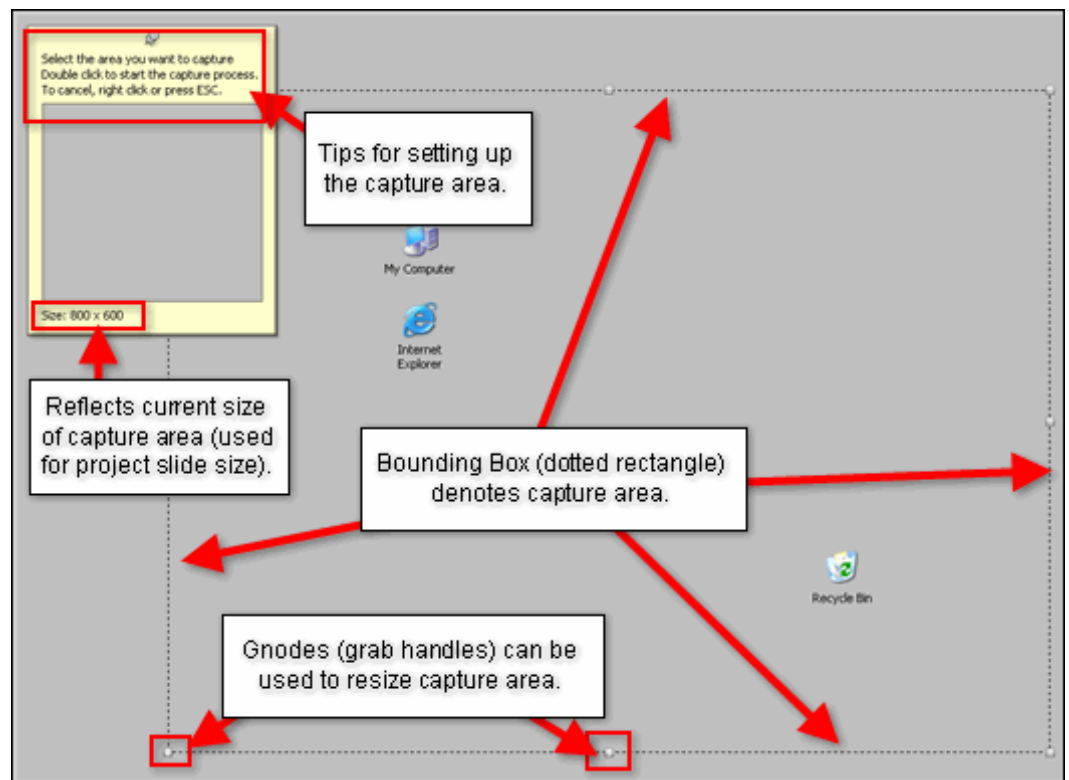 Select the area you want to capture
Double click to start the capture process.
To cancel, right click or press ESC.
Tips for setting up
the capture area.
My Computer
Size: 800 x 600
Internet
Explorer
Reflects current size
of capture area (used
for project slide size).
Bounding Box (dotted rectangle)
denotes capture area.
Recycle Bin
Gnodes (grab handles) can be
used to resize capture area.